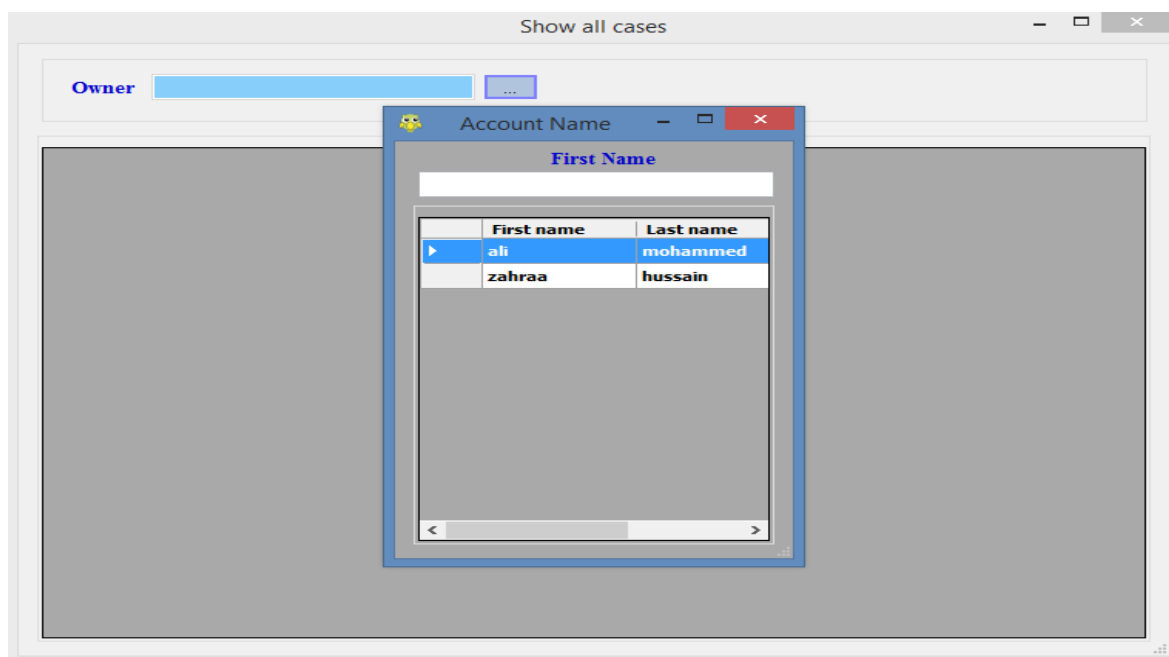 Show all cases
Owner ...
Account Name
First Name
First name Last name
ali mohammed
zahraa hussain